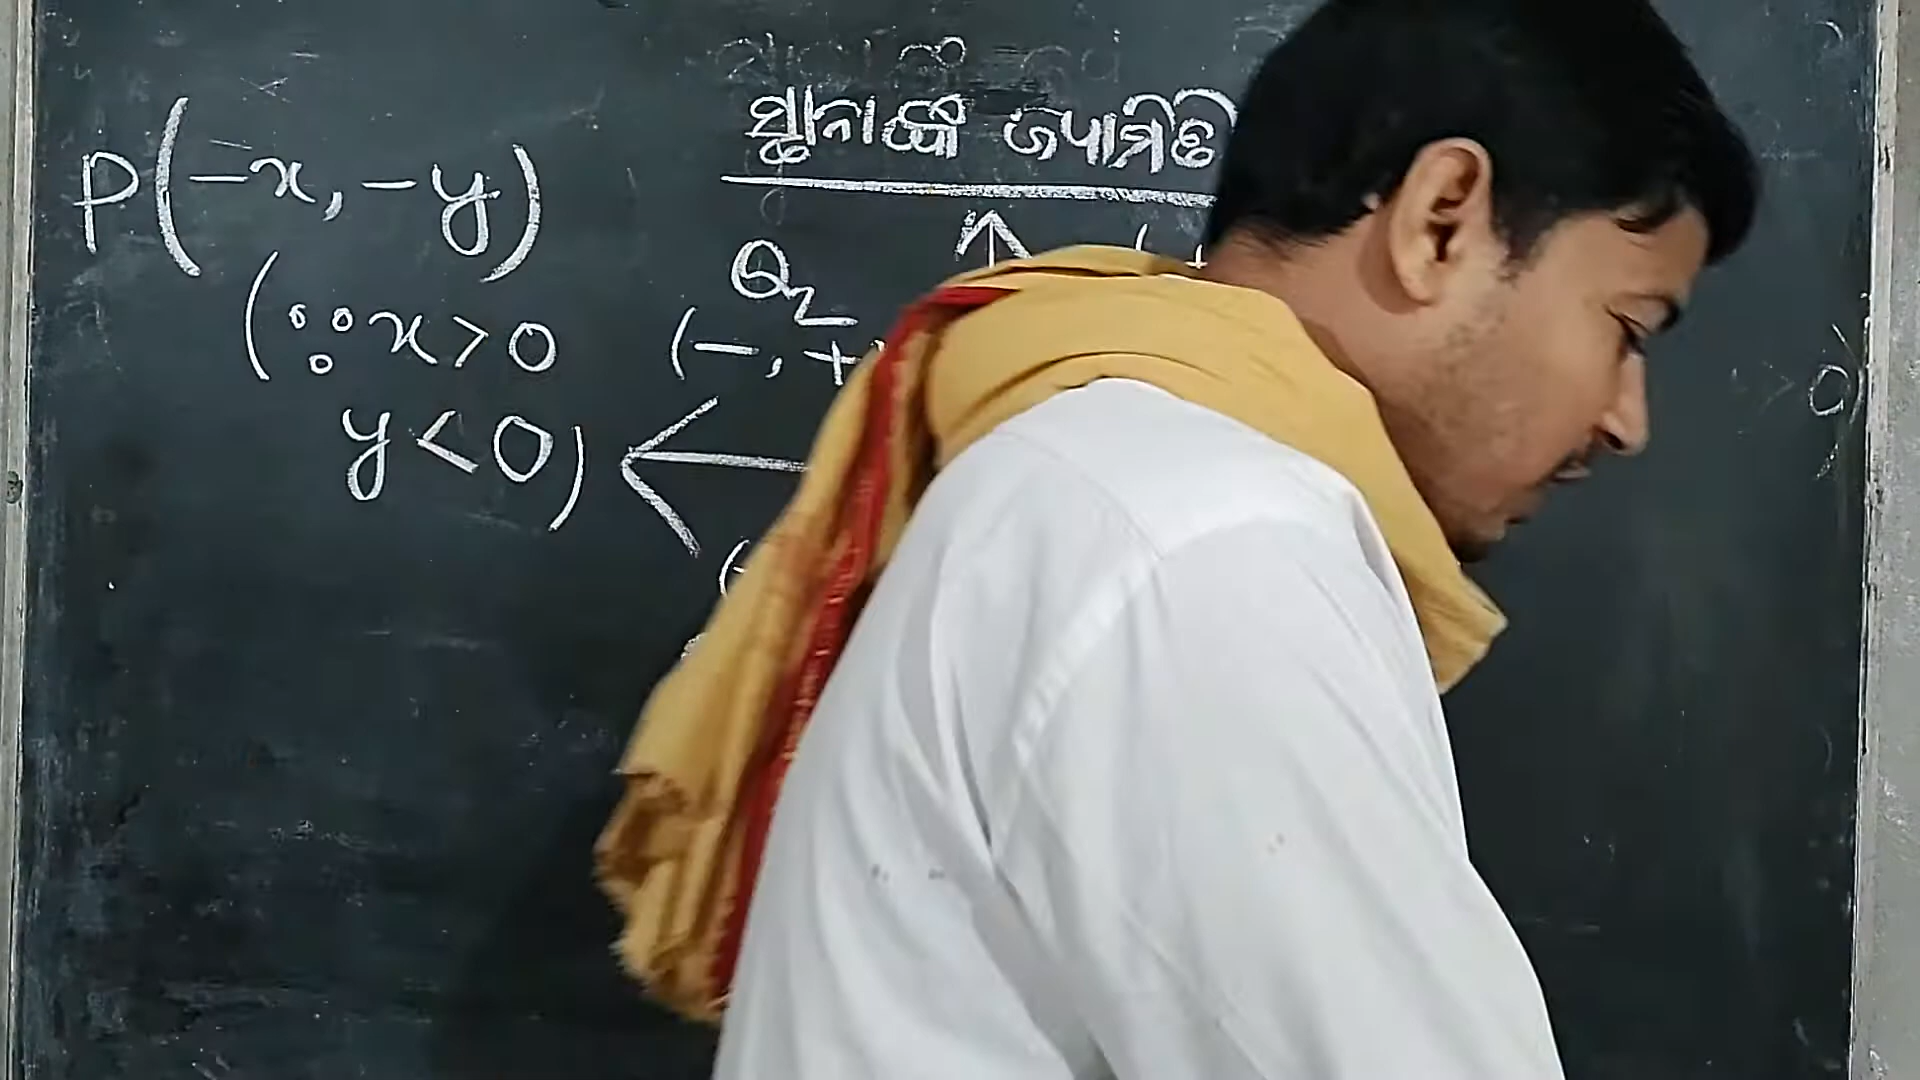 ସ୍ଥାନାଙ୍କ ଜ୍ୟାମିତି
P(-x, -y)
(∵ x > 0
y < 0)
Q₂
(-, +